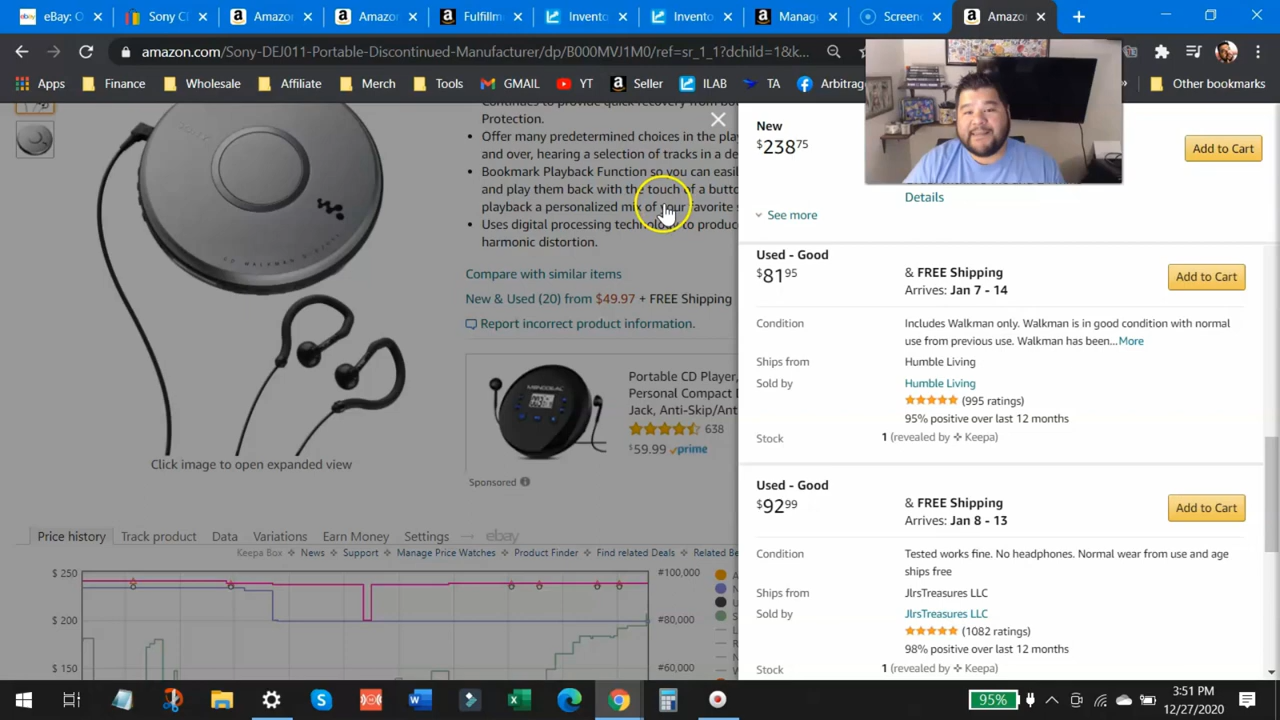 eBay: O
Sony Cl
Amazo
Amazo
Fulfillm
Invento
Invento
Manag
Screen
Amazo
amazon.com/Sony-DEJ011-Portable-Discontinued-Manufacturer/dp/B000MVJ1M0/ref=sr_1_1?dchild=1&k...
Apps
Finance
Wholesale
Affiliate
Merch
Tools
GMAIL
YT
Seller
ILAB
TA
Arbitrag
»
Other bookmarks
Protection.
Offer many predetermined choices in the play
and over, hearing a selection of tracks in a de
Bookmark Playback Function so you can easil
and play them back with the touch of a butto
playback a personalized mix of your favorite s
Uses digital processing technology to produce
harmonic distortion.
Compare with similar items
New & Used (20) from $49.97 + FREE Shipping
Report incorrect product information.
Portable CD Player,
Personal Compact
Jack, Anti-Skip/Ant
638
$59.99 prime
Sponsored
Click image to open expanded view
New
$238 75
Add to Cart
Details
See more
Used - Good
$81 95
& FREE Shipping
Arrives: Jan 7 - 14
Add to Cart
Condition
Includes Walkman only. Walkman is in good condition with normal
use from previous use. Walkman has been...More
Ships from
Humble Living
Sold by
Humble Living
(995 ratings)
95% positive over last 12 months
Stock
1 (revealed by Keepa)
Used - Good
$92 99
& FREE Shipping
Arrives: Jan 8 - 13
Add to Cart
Condition
Tested works fine. No headphones. Normal wear from use and age
ships free
Ships from
JlrsTreasures LLC
Sold by
JlrsTreasures LLC
(1082 ratings)
98% positive over last 12 months
Stock
1 (revealed by Keepa)
Price history
Track product
Data
Variations
Earn Money
Settings
ebay
Keepa Box
News
Support
Manage Price Watches
Product Finder
Find related Deals
Related Be
$ 250
$ 200
$ 150
#100,000
#80,000
#60,000
95%
3:51 PM
12/27/2020